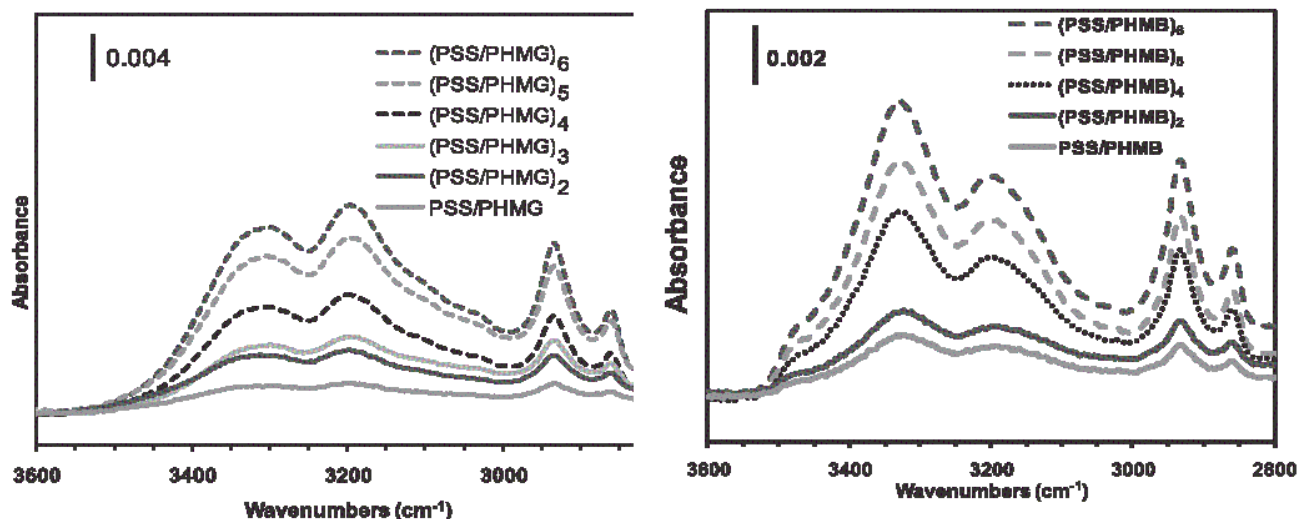 0.004
(PSS/PHMG)6
(PSS/PHMG)5
(PSS/PHMG)4
(PSS/PHMG)3
(PSS/PHMG)2
PSS/PHMG
Absorbance
3600 3400 3200 3000
Wavenumbers (cm-1)
0.002
(PSS/PHMB)6
(PSS/PHMB)5
(PSS/PHMB)4
(PSS/PHMB)2
PSS/PHMB
Absorbance
3600 3400 3200 3000 2800
Wavenumbers (cm-1)